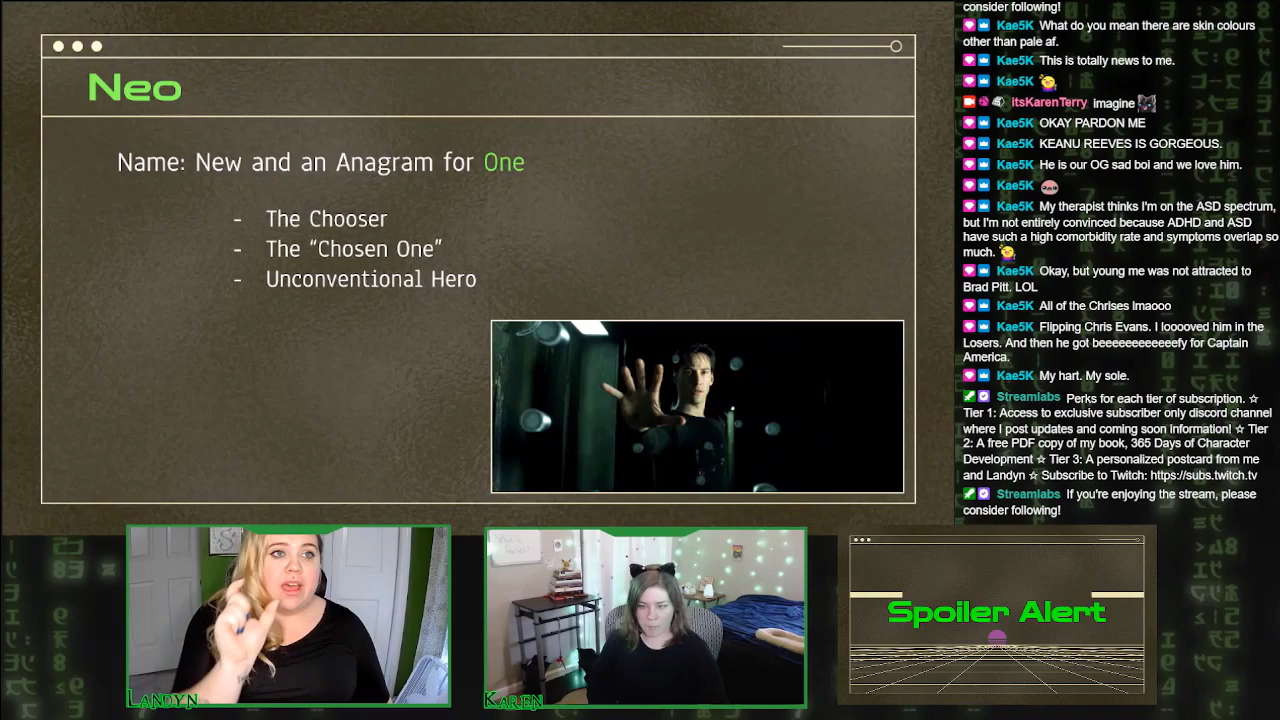 Neo
Name: New and an Anagram for One
- The Chooser
- The “Chosen One”
- Unconventional Hero
consider following!
Kae5K What do you mean there are skin colours
other than pale af.
Kae5K This is totally news to me.
Kae5K
itsKarenTerry imagine
Kae5K OKAY PARDON ME
Kae5K KEANU REEVES IS GORGEOUS.
Kae5K He is our OG sad boi and we love him.
Kae5K
Kae5K My therapist thinks I'm on the ASD spectrum,
but I'm not entirely convinced because ADHD and ASD
have such a high comorbidity rate and symptoms overlap so
much.
Kae5K Okay, but young me was not attracted to
Brad Pitt. LOL
Kae5K All of the Chrises lmaooo
Kae5K Flipping Chris Evans. I looooved him in the
Losers. And then he got beeeeeeeeeeefy for Captain
America.
Kae5K My hart. My sole.
Streamlabs Perks for each tier of subscription. ☆
Tier 1: Access to exclusive subscriber only discord channel
where I post updates and coming soon information! ☆ Tier
2: A free PDF copy of my book, 365 Days of Character
Development ☆ Tier 3: A personalized postcard from me
and Landyn ☆ Subscribe to Twitch: https://subs.twitch.tv
Streamlabs If you're enjoying the stream, please
consider following!
Landyn
Karen
Spoiler Alert